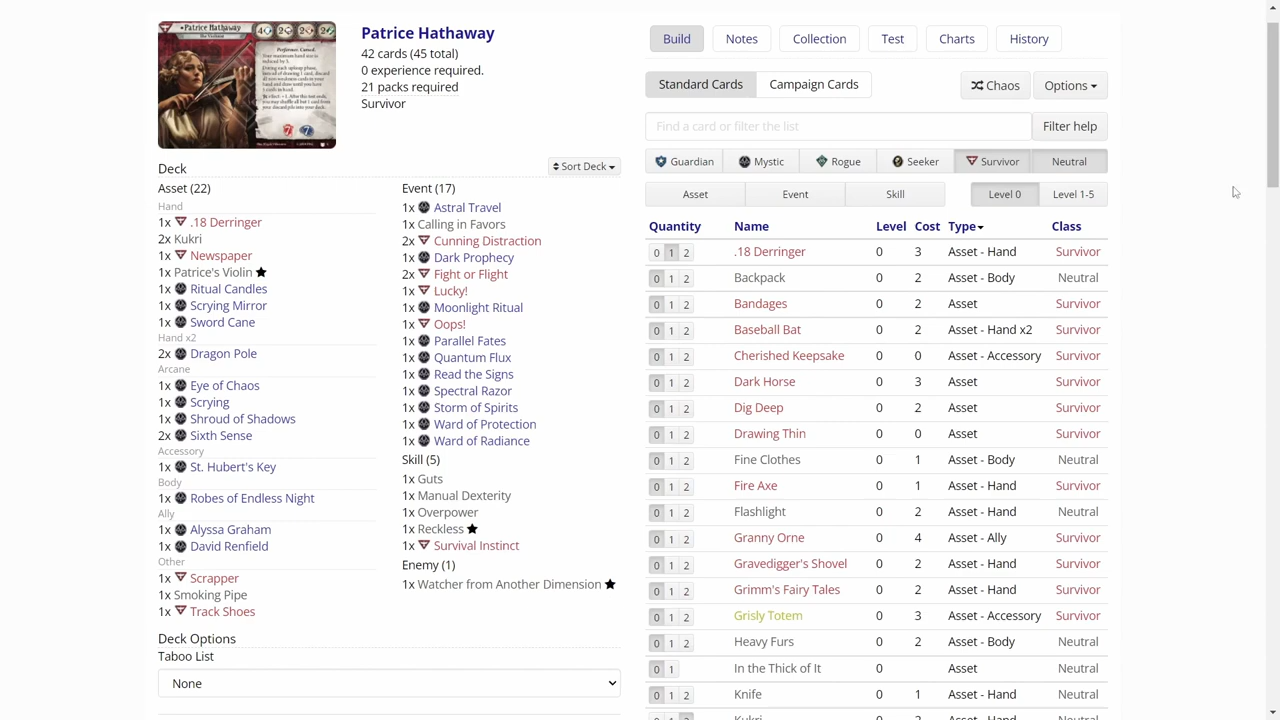 Patrice Hathaway
Patrice Hathaway
42 cards (45 total)
0 experience required.
21 packs required
Survivor
Deck
Sort Deck
Asset (22)
Hand
1x .18 Derringer
2x Kukri
1x Newspaper
1x Patrice's Violin
1x Ritual Candles
1x Scrying Mirror
1x Sword Cane
Hand x2
2x Dragon Pole
Arcane
1x Eye of Chaos
1x Scrying
1x Shroud of Shadows
2x Sixth Sense
Accessory
1x St. Hubert's Key
Body
1x Robes of Endless Night
Ally
1x Alyssa Graham
1x David Renfield
Other
1x Scrapper
1x Smoking Pipe
1x Track Shoes
Event (17)
1x Astral Travel
1x Calling in Favors
2x Cunning Distraction
1x Dark Prophecy
2x Fight or Flight
1x Lucky!
1x Moonlight Ritual
1x Oops!
1x Parallel Fates
1x Quantum Flux
1x Read the Signs
1x Spectral Razor
1x Storm of Spirits
1x Ward of Protection
1x Ward of Radiance
Skill (5)
1x Guts
1x Manual Dexterity
1x Overpower
1x Reckless
1x Survival Instinct
Enemy (1)
1x Watcher from Another Dimension
Deck Options
Taboo List
None
Build Notes Collection Charts History
Standard Cards Campaign Cards
Options
Find a card or filter the list Filter help
Guardian Mystic Rogue Seeker Survivor Neutral
Asset Event Skill Level 0 Level 1-5
Quantity Name Level Cost Type Class
0 1 2 .18 Derringer 0 3 Asset - Hand Survivor
0 1 2 Backpack 0 2 Asset - Body Neutral
0 1 2 Bandages 0 2 Asset Survivor
0 1 2 Baseball Bat 0 2 Asset - Hand x2 Survivor
0 1 2 Cherished Keepsake 0 0 Asset - Accessory Survivor
0 1 2 Dark Horse 0 3 Asset Survivor
0 1 2 Dig Deep 0 2 Asset Survivor
0 1 2 Drawing Thin 0 0 Asset Survivor
0 1 2 Fine Clothes 0 1 Asset - Body Neutral
0 1 2 Fire Axe 0 1 Asset - Hand Survivor
0 1 2 Flashlight 0 2 Asset - Hand Neutral
0 1 2 Granny Orne 0 4 Asset - Ally Survivor
0 1 2 Gravedigger's Shovel 0 2 Asset - Hand Survivor
0 1 2 Grimm's Fairy Tales 0 2 Asset - Hand Survivor
0 1 2 Grisly Totem 0 3 Asset - Accessory Survivor
0 1 2 Heavy Furs 0 2 Asset - Body Neutral
0 1 In the Thick of It Asset Neutral
0 1 2 Knife 0 1 Asset - Hand Neutral